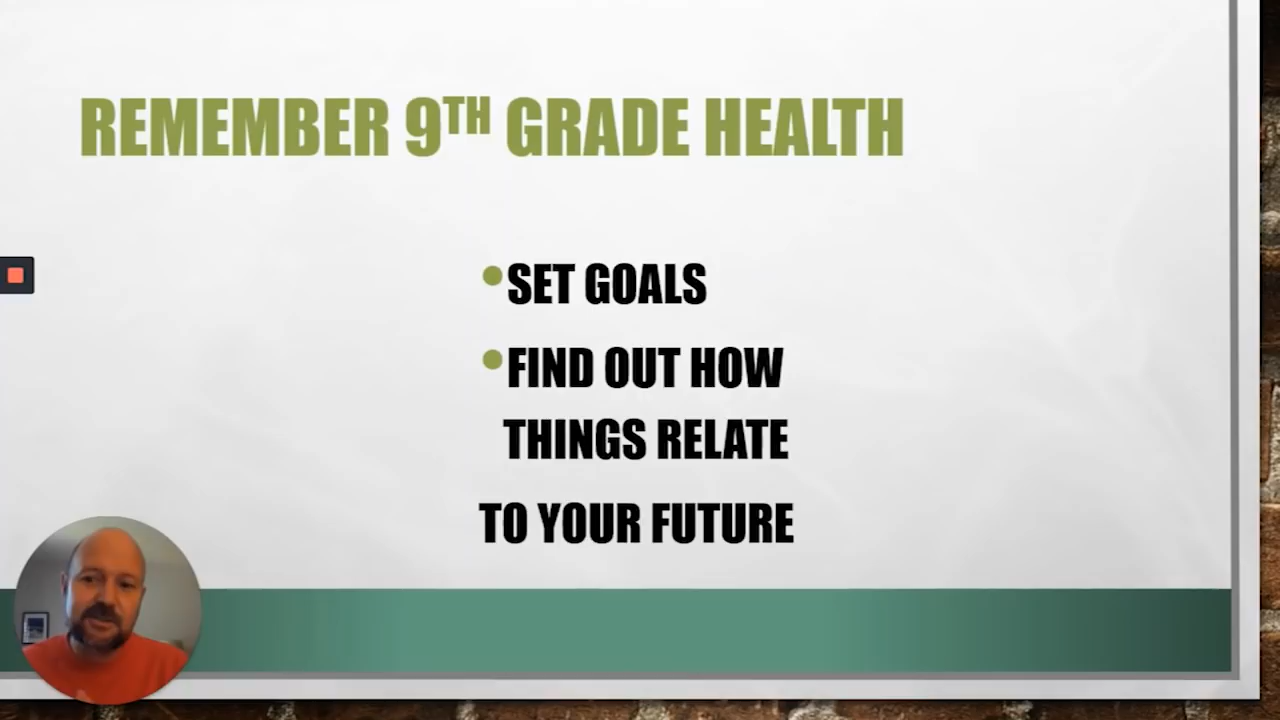 REMEMBER 9TH GRADE HEALTH
•SET GOALS
•FIND OUT HOW
THINGS RELATE
TO YOUR FUTURE